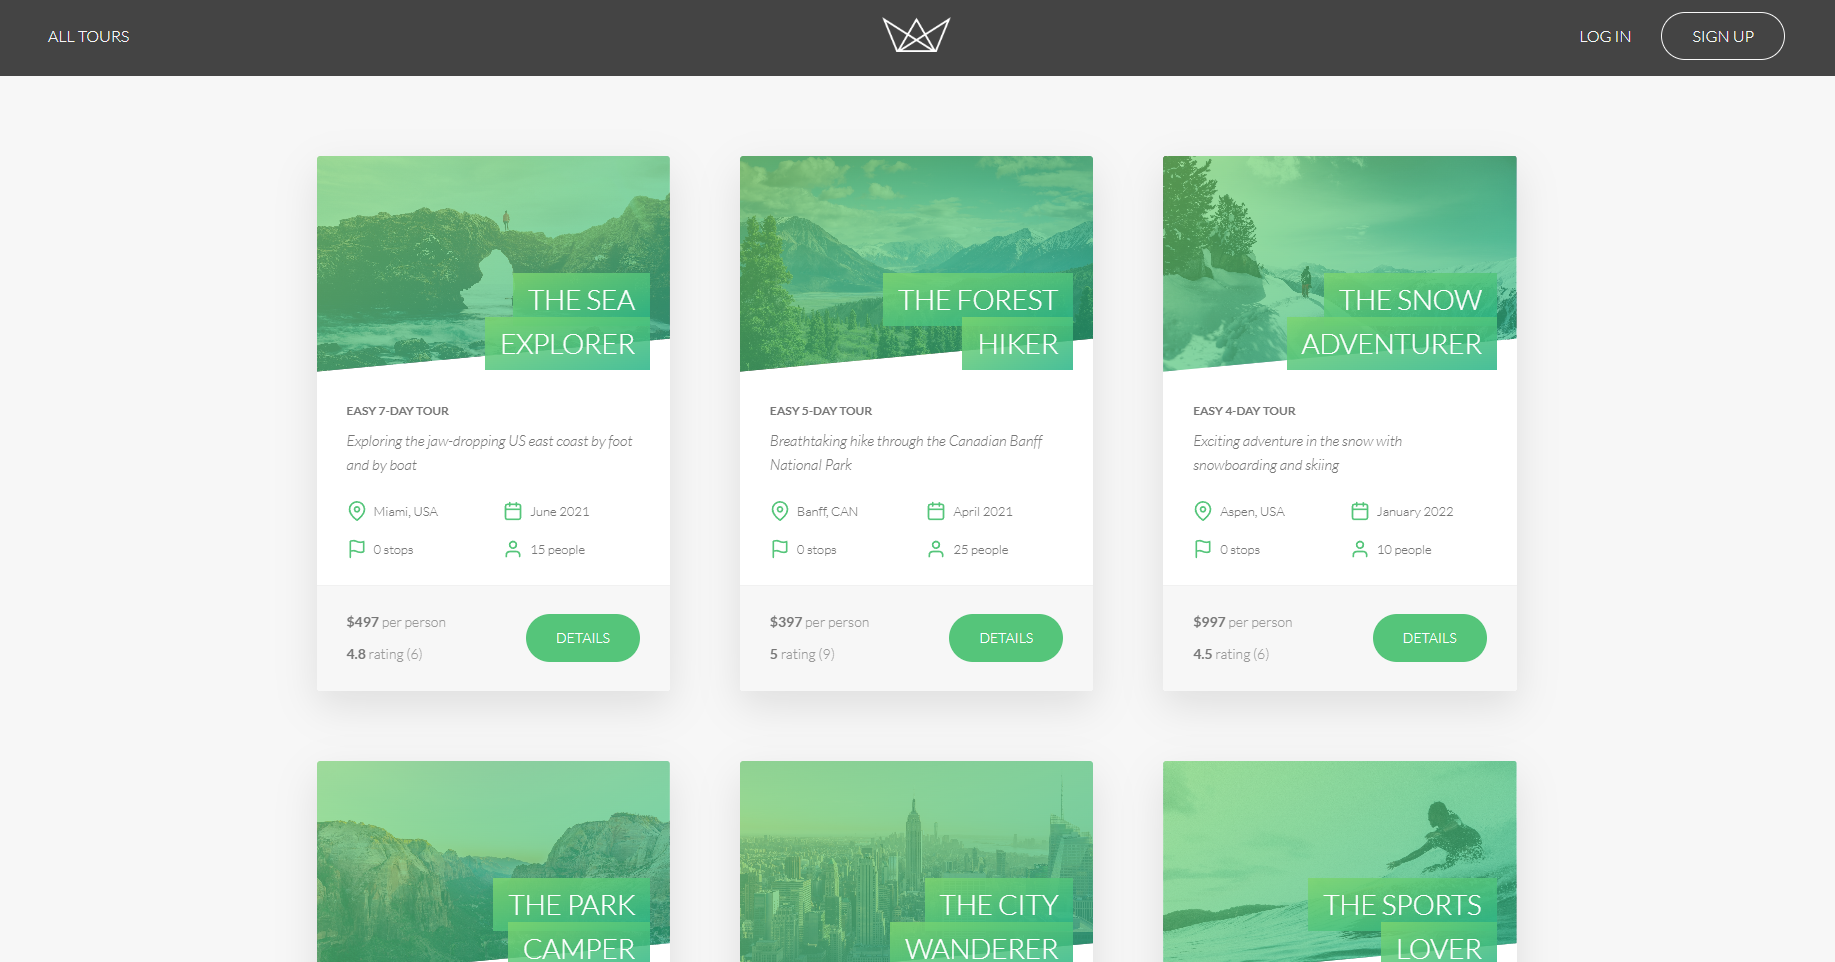 ALL TOURS
LOG IN
SIGN UP
THE SEA
EXPLORER
EASY 7-DAY TOUR
Exploring the jaw-dropping US east coast by foot
and by boat
Miami, USA
June 2021
0 stops
15 people
$497 per person
4.8 rating (6)
DETAILS
THE FOREST
HIKER
EASY 5-DAY TOUR
Breathtaking hike through the Canadian Banff
National Park
Banff, CAN
April 2021
0 stops
25 people
$397 per person
5 rating (9)
DETAILS
THE SNOW
ADVENTURER
EASY 4-DAY TOUR
Exciting adventure in the snow with
snowboarding and skiing
Aspen, USA
January 2022
0 stops
10 people
$997 per person
4.5 rating (6)
DETAILS
THE PARK
CAMPER
THE CITY
WANDERER
THE SPORTS
LOVER